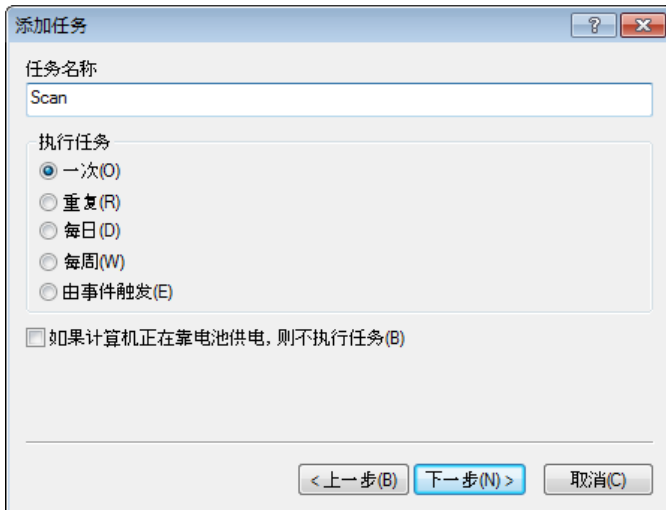 添加任务
任务名称
Scan
执行任务
一次(O)
重复(R)
每日(D)
每周(W)
由事件触发(E)
如果计算机正在靠电池供电, 则不执行任务(B)
< 上一步(B) 下一步(N) > 取消(C)